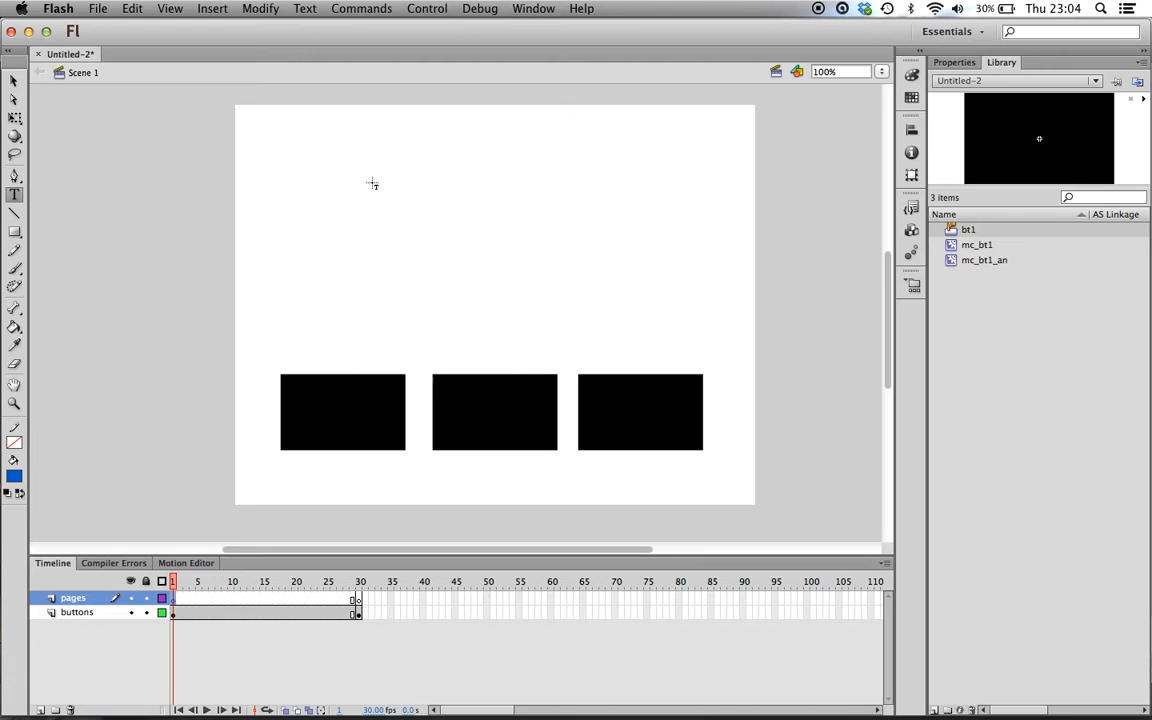 Flash File Edit View Insert Modify Text Commands Control Debug Window Help 30% Thu 23:04
Fl Essentials
Untitled-2*
Scene 1 100%
Properties Library
Untitled-2
3 items
Name AS Linkage
bt1
mc_bt1
mc_bt1_an
T
Timeline Compiler Errors Motion Editor
1 5 10 15 20 25 30 35 40 45 50 55 60 65 70 75 80 85 90 95 100 105 110
pages
buttons
1 30.00 fps 0.0 s